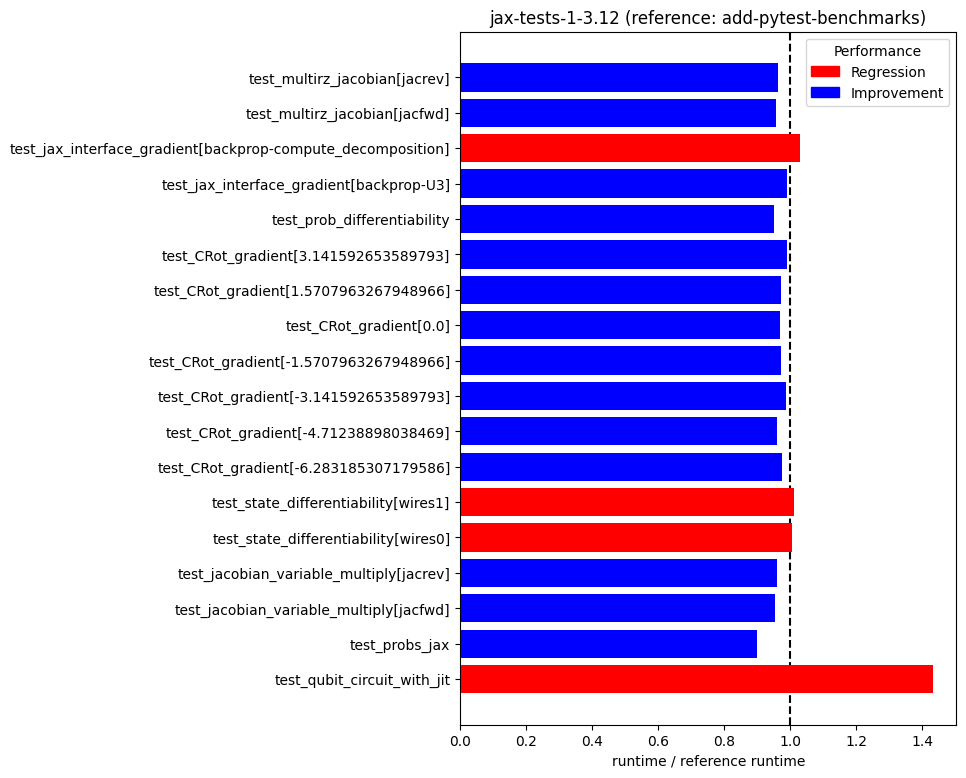 jax-tests-1-3.12 (reference: add-pytest-benchmarks)
Performance
Regression
Improvement
test_multirz_jacobian[jacrev]
test_multirz_jacobian[jacfwd]
test_jax_interface_gradient[backprop-compute_decomposition]
test_jax_interface_gradient[backprop-U3]
test_prob_differentiability
test_CRot_gradient[3.141592653589793]
test_CRot_gradient[1.5707963267948966]
test_CRot_gradient[0.0]
test_CRot_gradient[-1.5707963267948966]
test_CRot_gradient[-3.141592653589793]
test_CRot_gradient[-4.71238898038469]
test_CRot_gradient[-6.283185307179586]
test_state_differentiability[wires1]
test_state_differentiability[wires0]
test_jacobian_variable_multiply[jacrev]
test_jacobian_variable_multiply[jacfwd]
test_probs_jax
test_qubit_circuit_with_jit
0.0 0.2 0.4 0.6 0.8 1.0 1.2 1.4
runtime / reference runtime